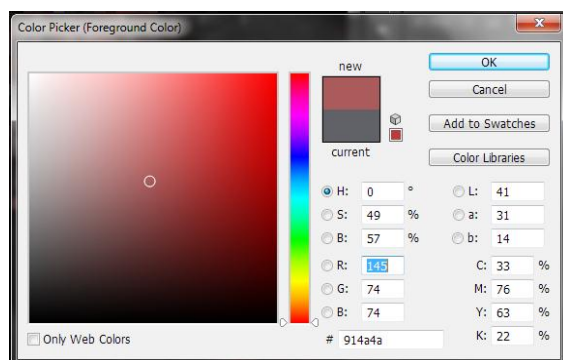 Color Picker (Foreground Color)
new
current
OK
Cancel
Add to Swatches
Color Libraries
H: 0 °
S: 49 %
B: 57 %
R: 145
G: 74
B: 74
L: 41
a: 31
b: 14
C: 33 %
M: 76 %
Y: 63 %
K: 22 %
Only Web Colors
# 914a4a